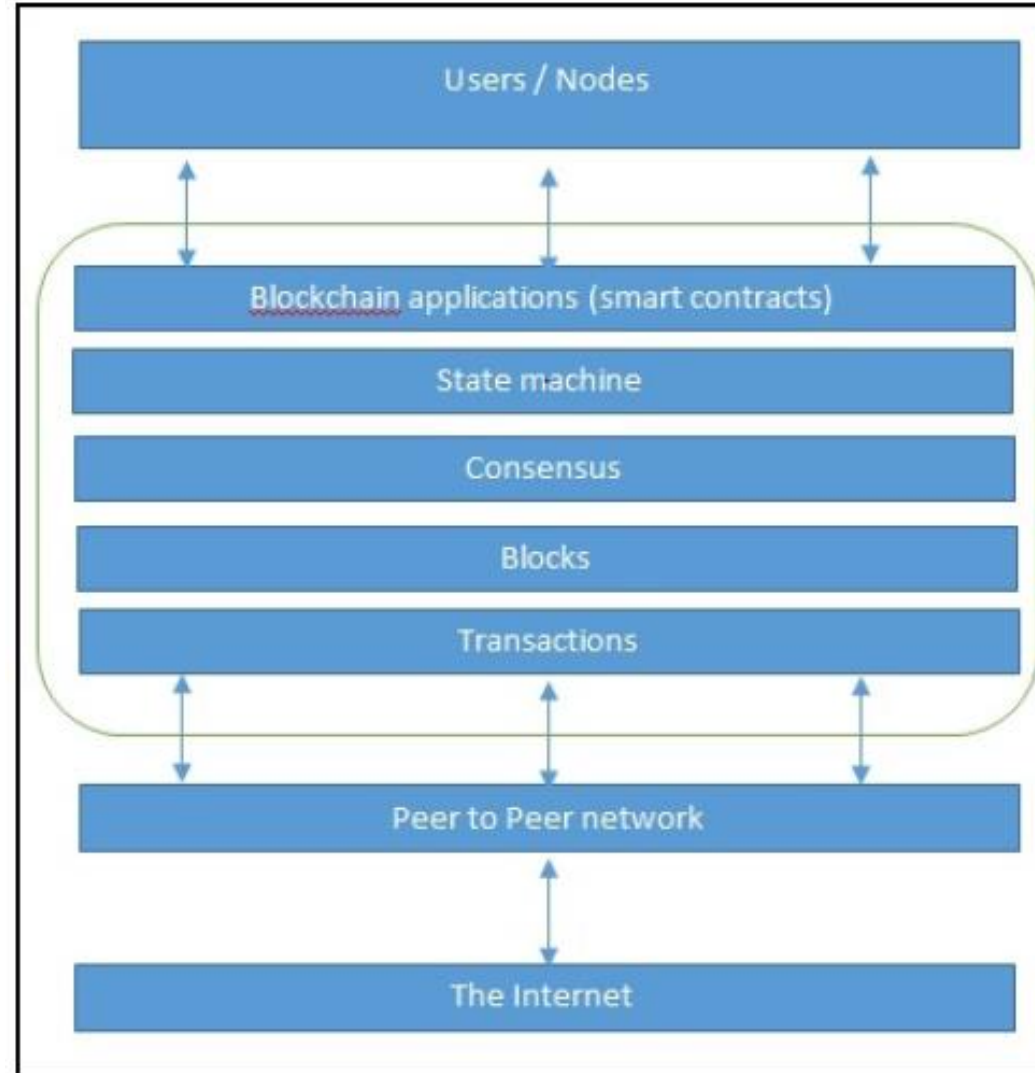 Users / Nodes
Blockchain applications (smart contracts)
State machine
Consensus
Blocks
Transactions
Peer to Peer network
The Internet